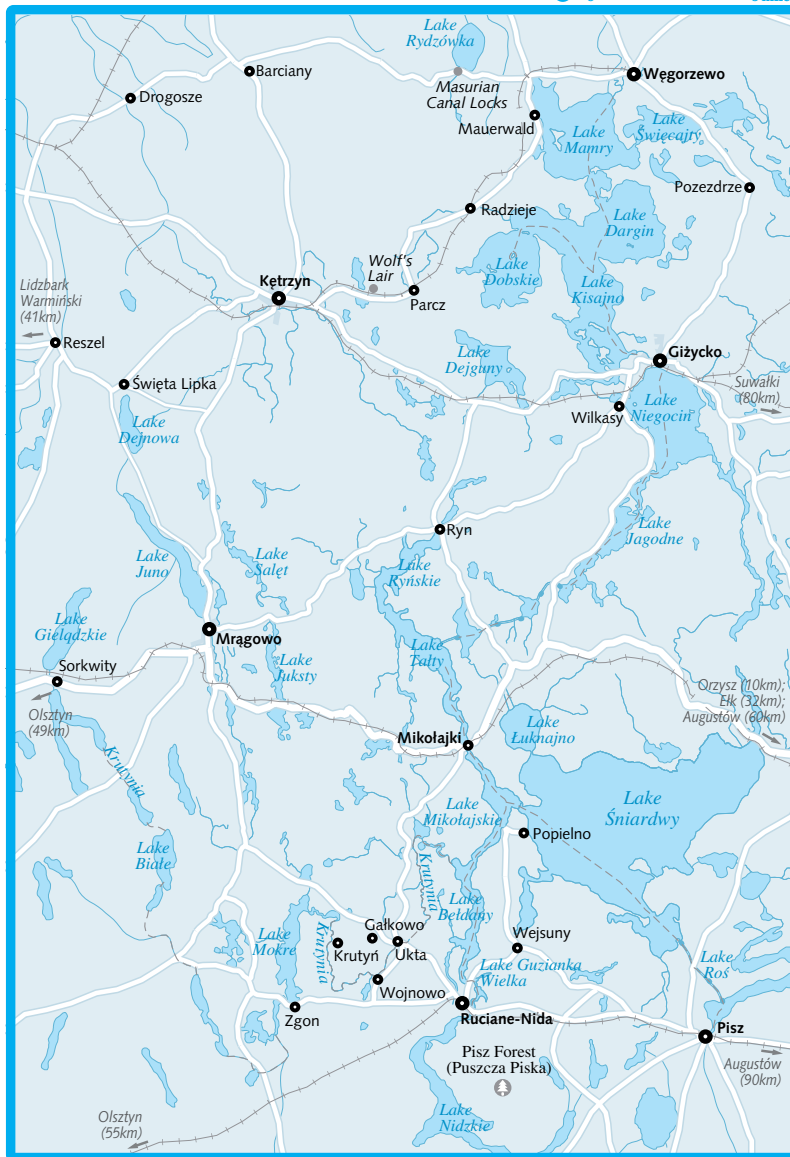 Lake
Rydzówka
Barciany
Węgorzewo
Masurian
Canal Locks
Drogosze
Mauerwald
Lake
Mamry
Lake
Święcajty
Pozezdrze
Radzieje
Lake
Dargin
Wolf's
Lair
Lake
Dobskie
Lake
Kisajno
Lidzbark
Warmiński
(41km)
Kętrzyn
Parcz
Reszel
Giżycko
Lake
Dejguny
Święta Lipka
Suwałki
(80km)
Lake
Niegocin
Wilkasy
Lake
Dejnowa
Ryn
Lake
Jagodne
Lake
Juno
Lake
Salęt
Lake
Ryńskie
Lake
Gielądzkie
Mrągowo
Lake
Tałty
Sorkwity
Lake
Juksty
Orzysz (10km);
Ełk (32km);
Augustów (60km)
Olsztyn
(49km)
Mikołajki
Lake
Łuknajno
Krutynia
Lake
Śniardwy
Lake
Mikołajskie
Popielno
Lake
Białe
Krutynia
Lake
Bełdany
Gałkowo
Lake
Mokre
Krutynia
Krutyń
Ukta
Wejsuny
Lake Guzianka
Wielka
Lake
Roś
Wojnowo
Zgon
Ruciane-Nida
Pisz
Pisz Forest
(Puszcza Piska)
Augustów
(90km)
Olsztyn
(55km)
Lake
Nidzkie